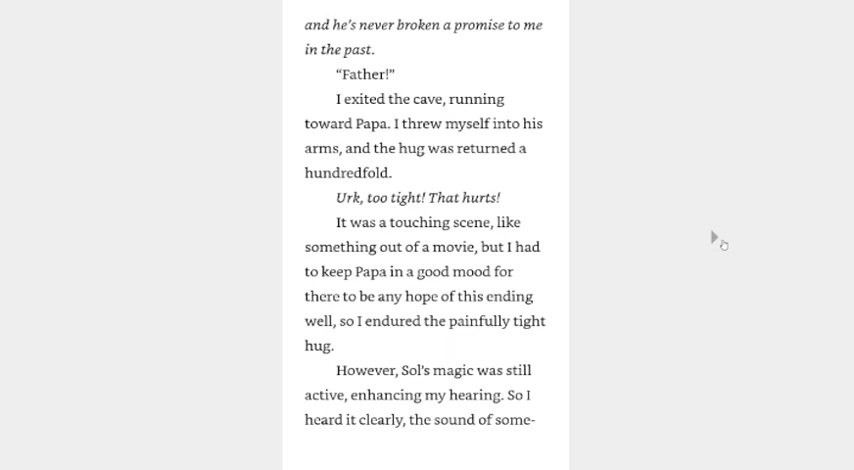 and he's never broken a promise to me
in the past.
“Father!”
I exited the cave, running
toward Papa. I threw myself into his
arms, and the hug was returned a
hundredfold.
Urk, too tight! That hurts!
It was a touching scene, like
something out of a movie, but I had
to keep Papa in a good mood for
there to be any hope of this ending
well, so I endured the painfully tight
hug.
However, Sol's magic was still
active, enhancing my hearing. So I
heard it clearly, the sound of some-